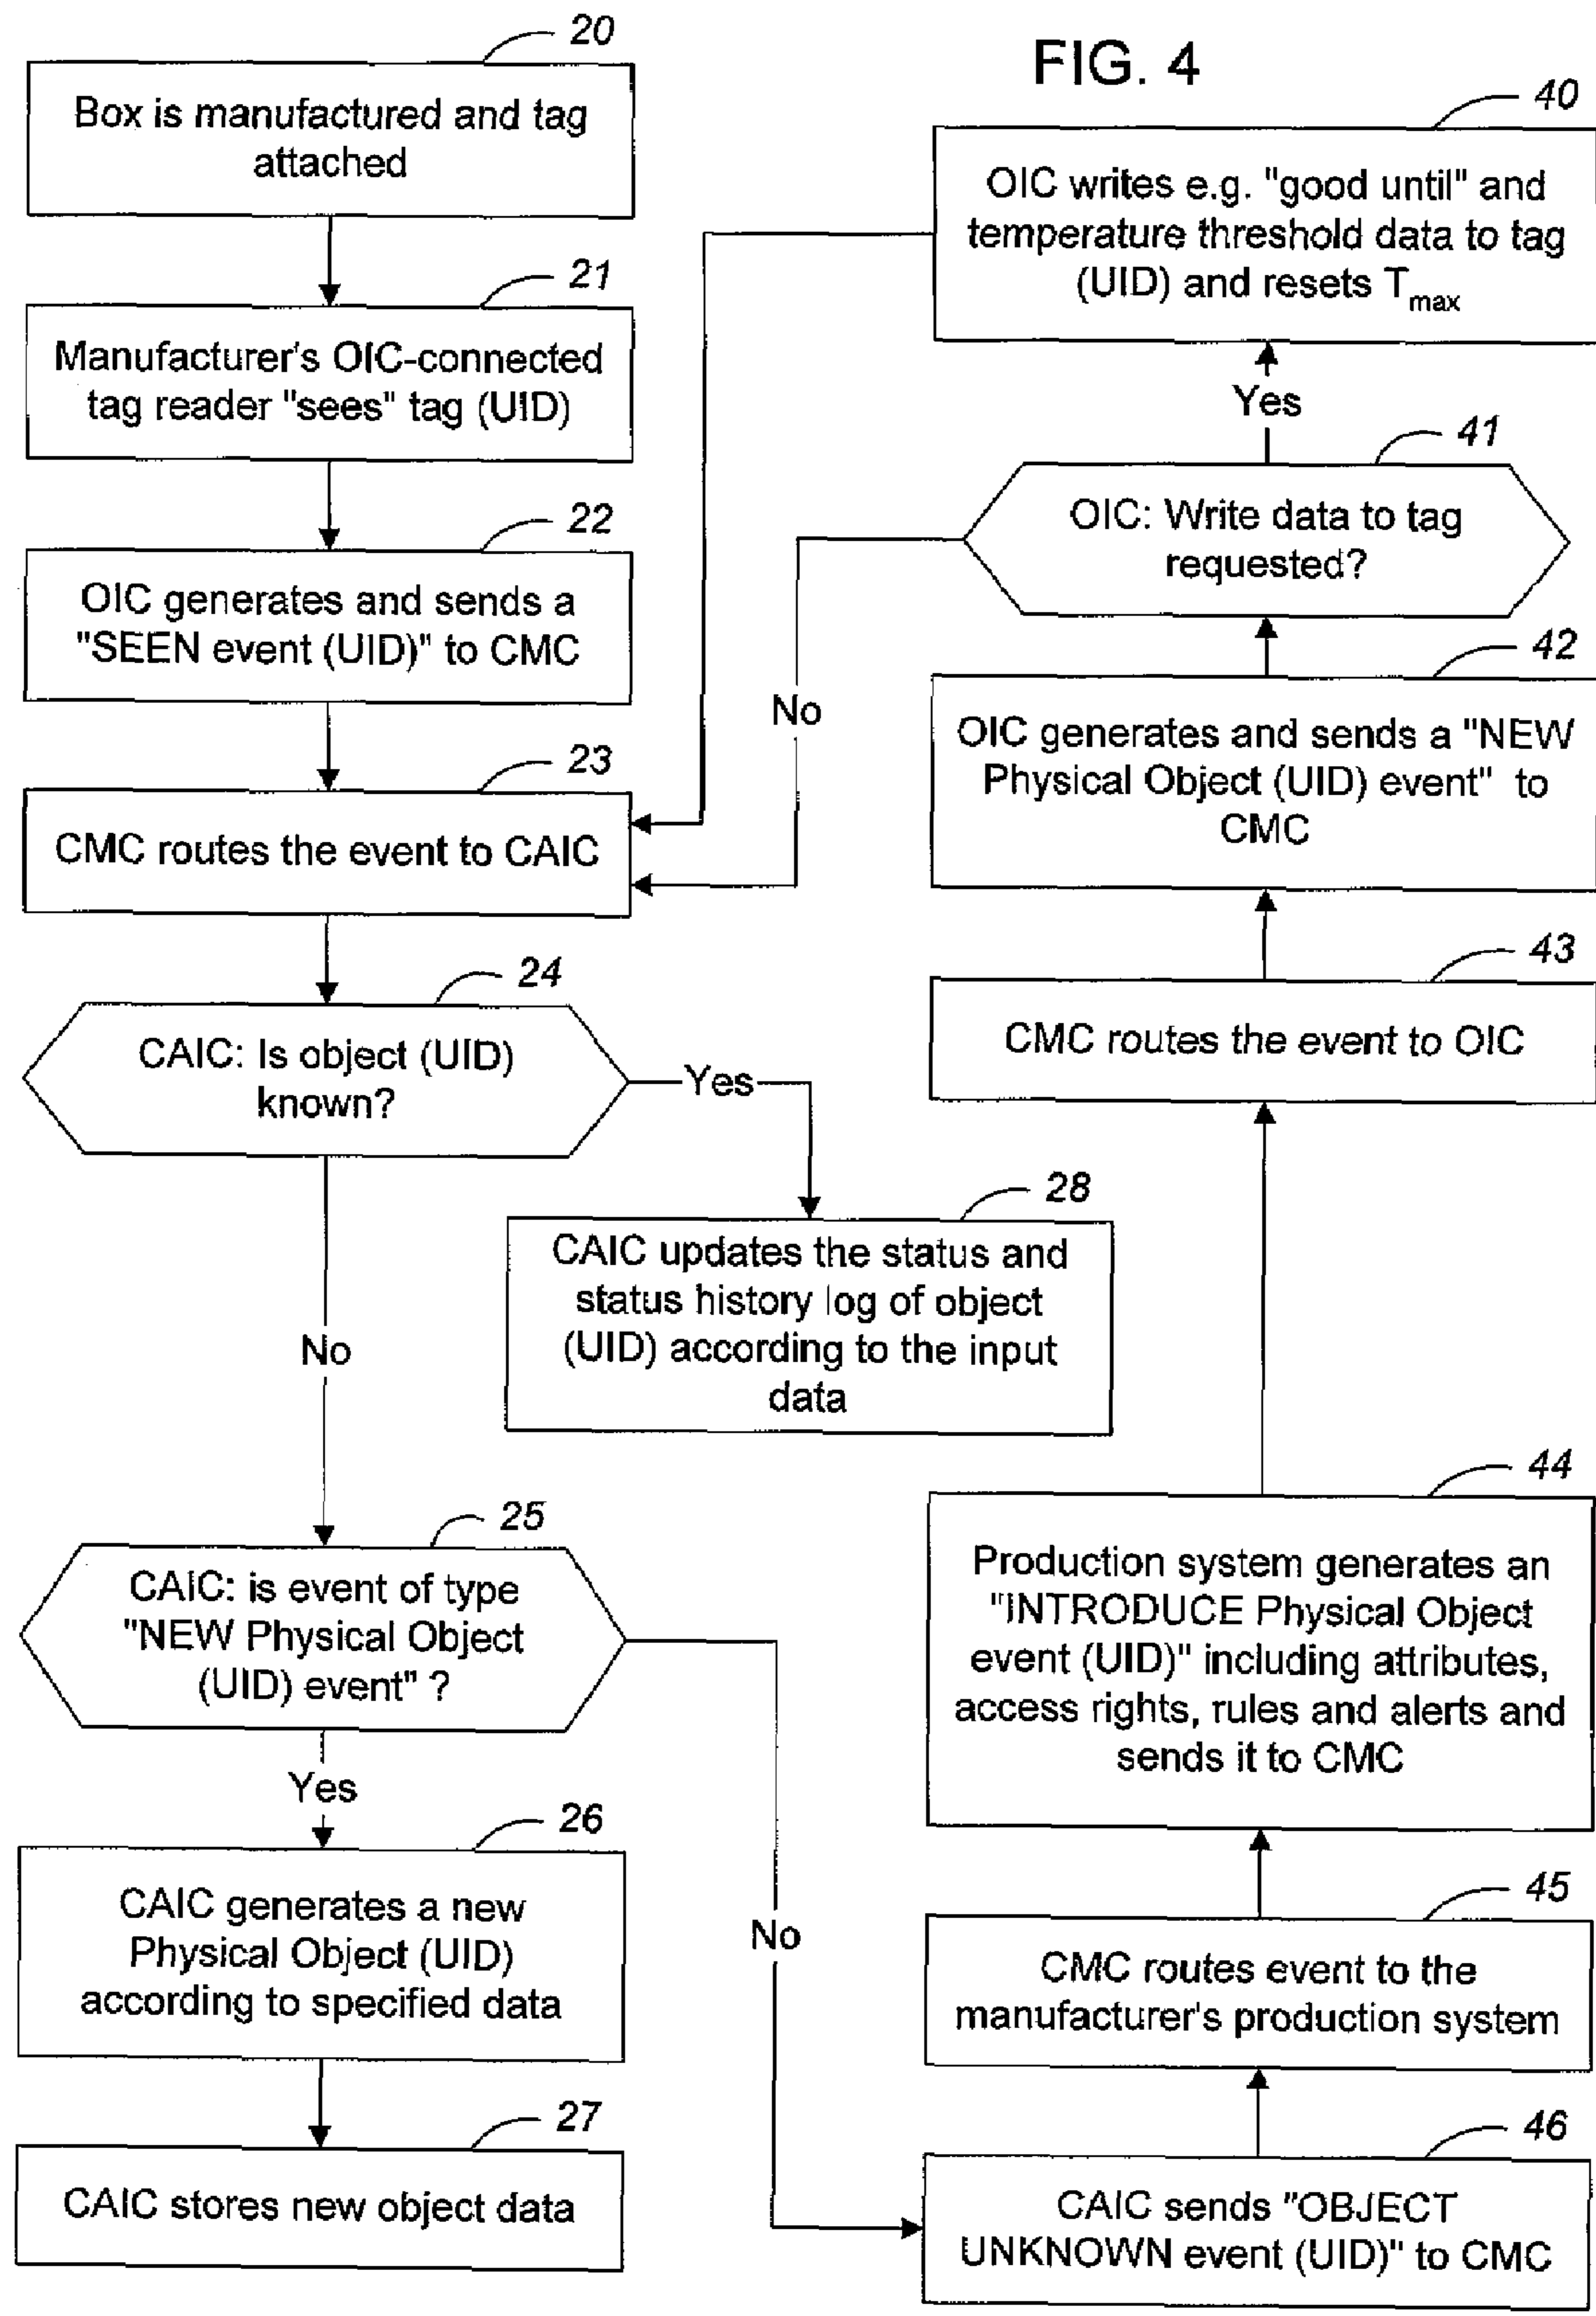 FIG. 4
20
Box is manufactured and tag
attached
21
Manufacturer's OIC-connected
tag reader "sees" tag (UID)
22
OIC generates and sends a
"SEEN event (UID)" to CMC
23
CMC routes the event to CAIC
24
CAIC: Is object (UID)
known?
Yes
No
28
CAIC updates the status and
status history log of object
(UID) according to the input
data
25
CAIC: is event of type
"NEW Physical Object
(UID) event" ?
Yes
No
26
CAIC generates a new
Physical Object (UID)
according to specified data
27
CAIC stores new object data
40
OIC writes e.g. "good until" and
temperature threshold data to tag
(UID) and resets Tmax
Yes
41
OIC: Write data to tag
requested?
No
42
OIC generates and sends a "NEW
Physical Object (UID) event" to
CMC
43
CMC routes the event to OIC
44
Production system generates an
"INTRODUCE Physical Object
event (UID)" including attributes,
access rights, rules and alerts and
sends it to CMC
45
CMC routes event to the
manufacturer's production system
46
CAIC sends "OBJECT
UNKNOWN event (UID)" to CMC